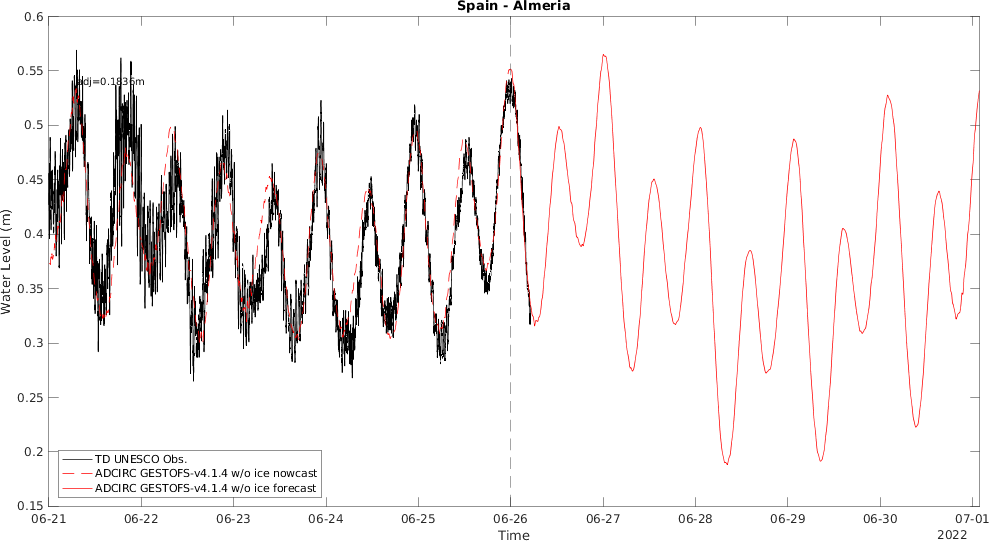 Spain - Almeria
0.6
0.55
0.5
0.45
0.4
0.35
0.3
0.25
0.2
0.15
Water Level (m)
adj=0.1836m
TD UNESCO Obs.
ADCIRC GESTOFS-v4.1.4 w/o ice nowcast
ADCIRC GESTOFS-v4.1.4 w/o ice forecast
06-21 06-22 06-23 06-24 06-25 06-26 06-27 06-28 06-29 06-30 07-01
Time
2022